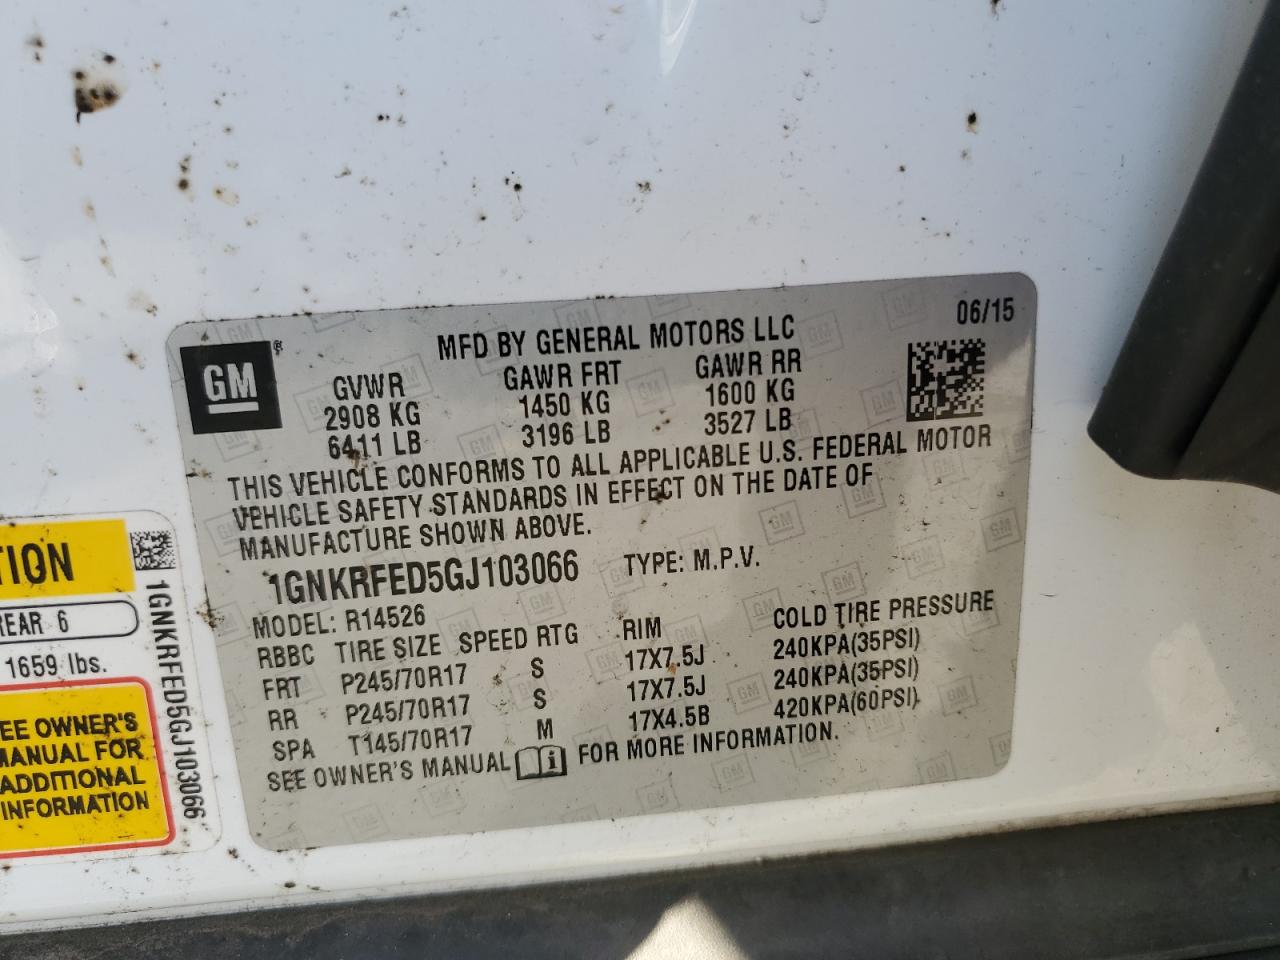 06/15
GM
MFD BY GENERAL MOTORS LLC
GVWR GAWR FRT GAWR RR
2908 KG 1450 KG 1600 KG
6411 LB 3196 LB 3527 LB
THIS VEHICLE CONFORMS TO ALL APPLICABLE U.S. FEDERAL MOTOR
VEHICLE SAFETY STANDARDS IN EFFECT ON THE DATE OF
MANUFACTURE SHOWN ABOVE.
1GNKRFED5GJ103066 TYPE: M.P.V.
MODEL: R14526
RBBC TIRE SIZE SPEED RTG RIM COLD TIRE PRESSURE
FRT P245/70R17 S 17X7.5J 240KPA(35PSI)
RR P245/70R17 S 17X7.5J 240KPA(35PSI)
SPA T145/70R17 M 17X4.5B 420KPA(60PSI)
SEE OWNER'S MANUAL i FOR MORE INFORMATION.
TION
REAR 6
1659 lbs.
EE OWNER'S
MANUAL FOR
ADDITIONAL
INFORMATION
1GNKRFED5GJ103066